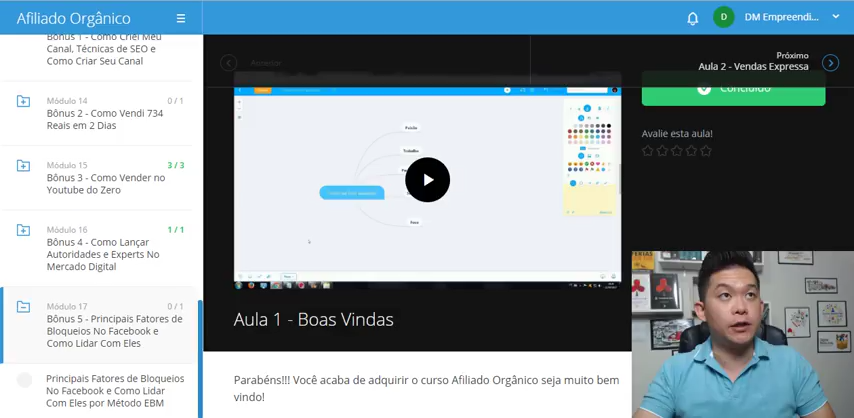 Afiliado Orgânico
DM Empreendi...
Bônus 1 - Como Criei Meu
Canal, Técnicas de SEO e
Como Criar Seu Canal
Módulo 14
0 / 1
Bônus 2 - Como Vendi 734
Reais em 2 Dias
Módulo 15
3 / 3
Bônus 3 - Como Vender no
Youtube do Zero
Módulo 16
1 / 1
Bônus 4 - Como Lançar
Autoridades e Experts No
Mercado Digital
Módulo 17
0 / 1
Bônus 5 - Principais Fatores de
Bloqueios No Facebook e
Como Lidar Com Eles
Principais Fatores de Bloqueios
No Facebook e Como Lidar
Com Eles por Método EBM
Anterior
Próximo
Aula 2 - Vendas Expressa
Concluído
Avalie esta aula!
Paixão
Trabalho
Foco
Aula 1 - Boas Vindas
Parabéns!!! Você acaba de adquirir o curso Afiliado Orgânico seja muito bem
vindo!